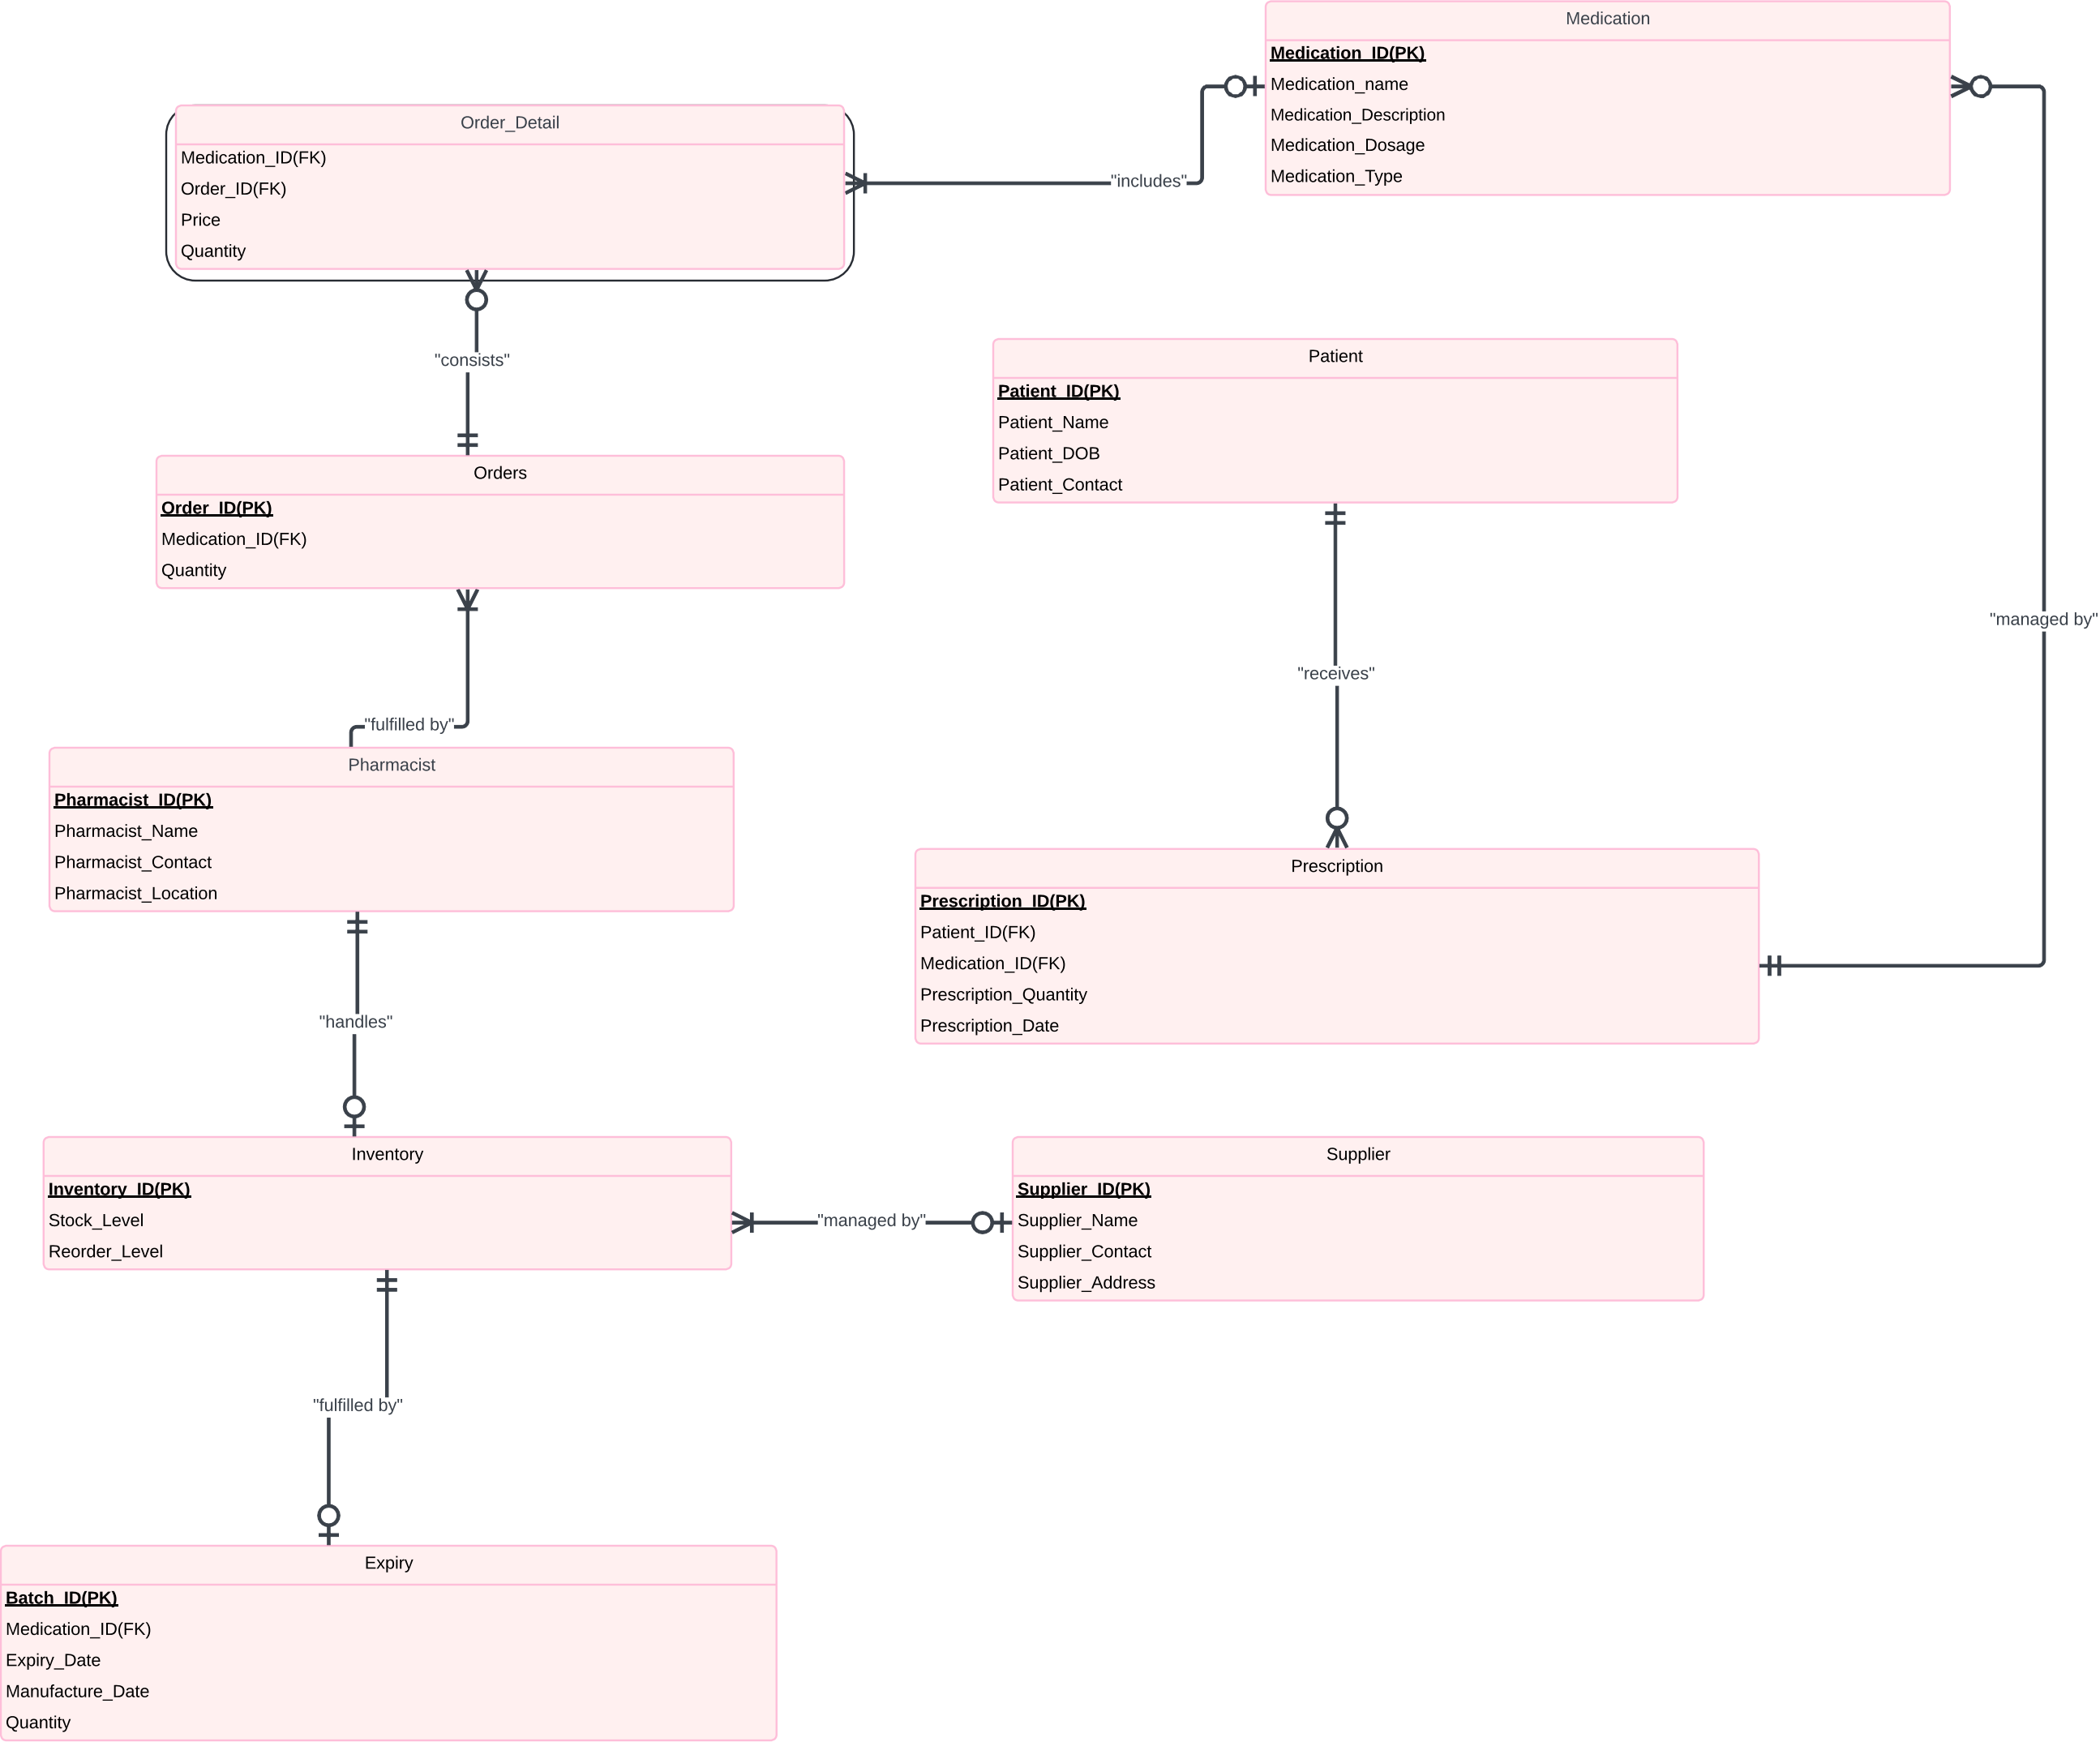 Medication
Medication_ID(PK)
Medication_name
Medication_Description
Medication_Dosage
Medication_Type
Order_Detail
Medication_ID(FK)
Order_ID(FK)
Price
Quantity
"includes"
"consists"
Patient
Patient_ID(PK)
Patient_Name
Patient_DOB
Patient_Contact
Orders
Order_ID(PK)
Medication_ID(FK)
Quantity
"managed by"
"receives"
"fulfilled by"
Pharmacist
Pharmacist_ID(PK)
Pharmacist_Name
Pharmacist_Contact
Pharmacist_Location
Prescription
Prescription_ID(PK)
Patient_ID(FK)
Medication_ID(FK)
Prescription_Quantity
Prescription_Date
"handles"
Inventory
Inventory_ID(PK)
Stock_Level
Reorder_Level
"managed by"
Supplier
Supplier_ID(PK)
Supplier_Name
Supplier_Contact
Supplier_Address
"fulfilled by"
Expiry
Batch_ID(PK)
Medication_ID(FK)
Expiry_Date
Manufacture_Date
Quantity